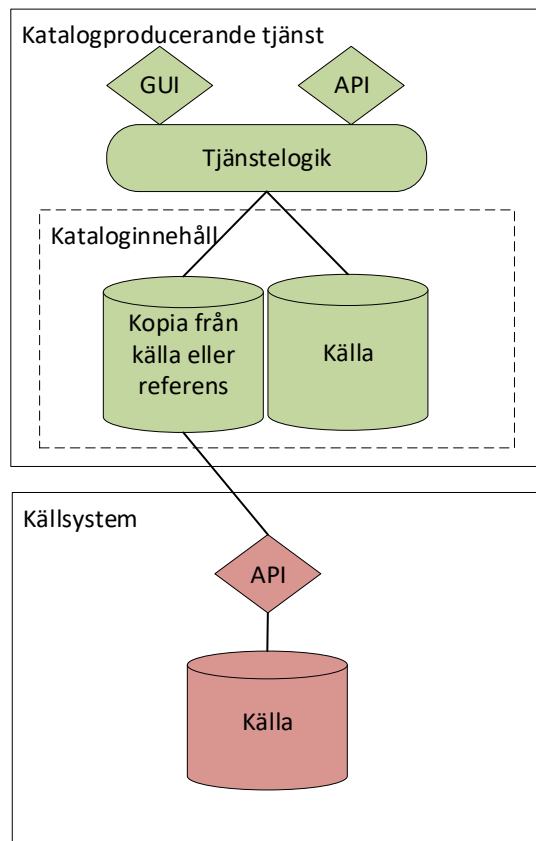 Katalogproducerande tjänst
GUI
API
Tjänstelogik
Kataloginnehåll
Kopia från
källa eller
referens
Källa
Källsystem
API
Källa